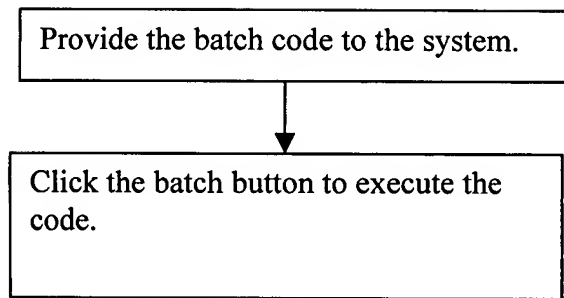 Provide the batch code to the system.
Click the batch button to execute the
code.